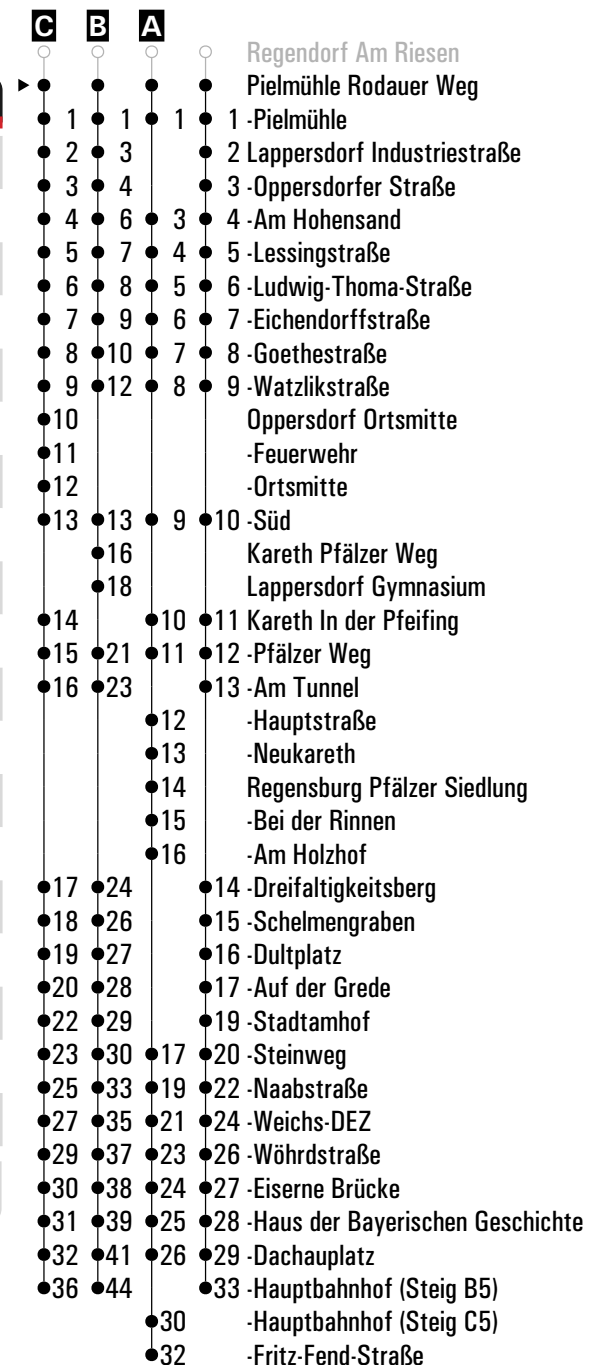 C B A
Regendorf Am Riesen
Pielmühle Rodauer Weg
1 1 1 1 -Pielmühle
2 3 2 Lappersdorf Industriestraße
3 4 3 -Oppersdorfer Straße
4 6 3 4 -Am Hohensand
5 7 4 5 -Lessingstraße
6 8 5 6 -Ludwig-Thoma-Straße
7 9 6 7 -Eichendorffstraße
8 10 7 8 -Goethestraße
9 12 8 9 -Watzlikstraße
10 Oppersdorf Ortsmitte
11 -Feuerwehr
12 -Ortsmitte
13 13 9 10 -Süd
16 Kareth Pfälzer Weg
18 Lappersdorf Gymnasium
14 10 11 Kareth In der Pfeifing
15 21 11 12 -Pfälzer Weg
16 23 13 -Am Tunnel
12 -Hauptstraße
13 -Neukareth
14 Regensburg Pfälzer Siedlung
15 -Bei der Rinnen
16 -Am Holzhof
17 24 14 -Dreifaltigkeitsberg
18 26 15 -Schelmengraben
19 27 16 -Dultplatz
20 28 17 -Auf der Grede
22 29 19 -Stadtamhof
23 30 17 20 -Steinweg
25 33 19 22 -Naabstraße
27 35 21 24 -Weichs-DEZ
29 37 23 26 -Wöhrdstraße
30 38 24 27 -Eiserne Brücke
31 39 25 28 -Haus der Bayerischen Geschichte
32 41 26 29 -Dachauplatz
36 44 33 -Hauptbahnhof (Steig B5)
30 -Hauptbahnhof (Steig C5)
32 -Fritz-Fend-Straße